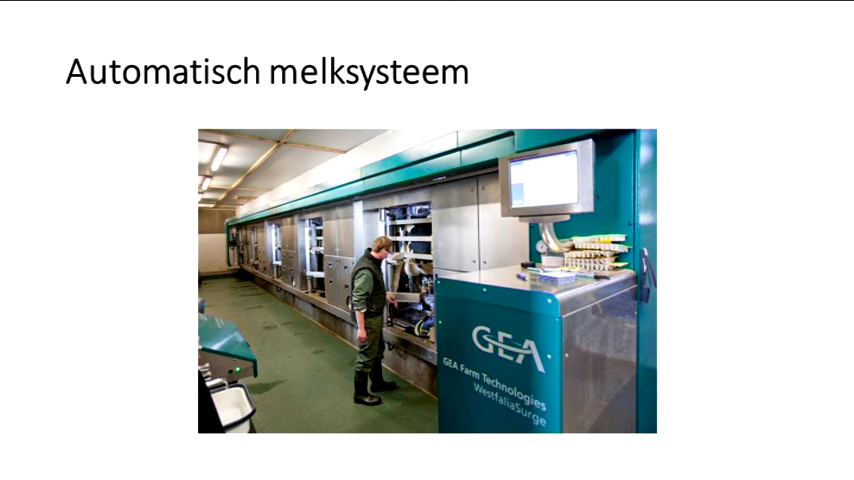 Automatisch melksysteem
GEA
GEA Farm Technologies
WestfaliaSurge